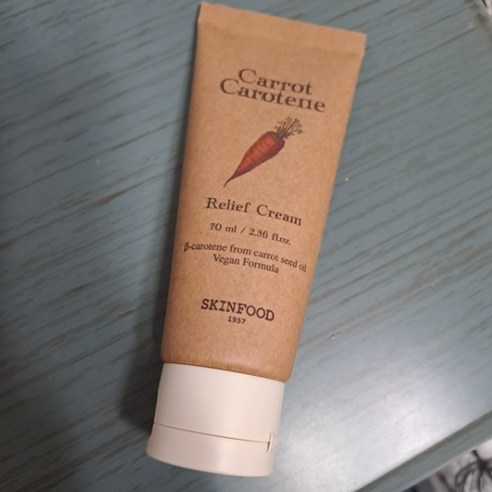 Carrot
Carotene
Relief Cream
70 ml / 2.36 fl.oz.
β-carotene from carrot seed oil
Vegan Formula
SKINFOOD
1957